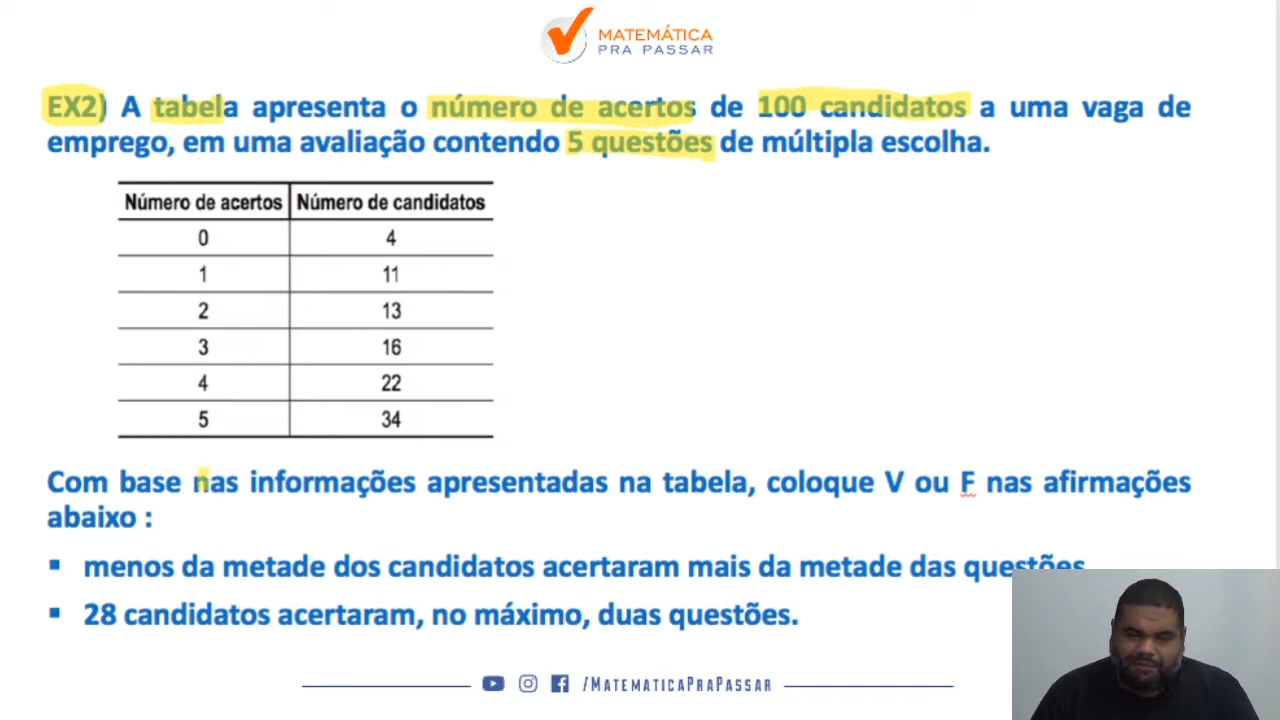 MATEMÁTICA
PRA PASSAR
EX2) A tabela apresenta o número de acertos de 100 candidatos a uma vaga de
emprego, em uma avaliação contendo 5 questões de múltipla escolha.
Número de acertos Número de candidatos
0 4
1 11
2 13
3 16
4 22
5 34
Com base nas informações apresentadas na tabela, coloque V ou F nas afirmações
abaixo :
▪ menos da metade dos candidatos acertaram mais da metade das questões
▪ 28 candidatos acertaram, no máximo, duas questões.
/MATEMATICAPRAPASSAR